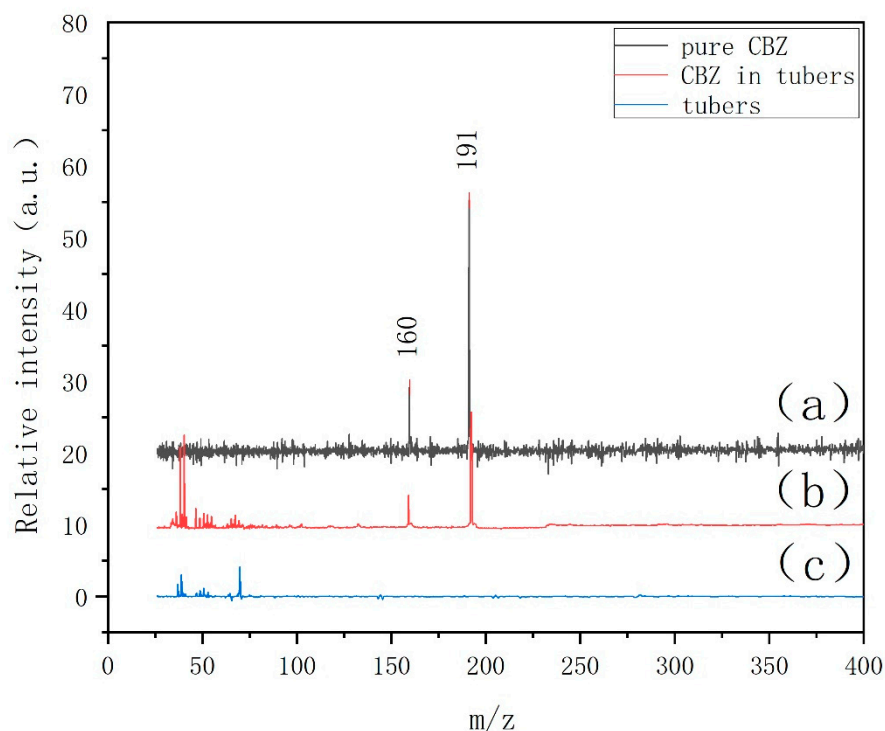 80
70
60
50
40
30
20
10
0
Relative intensity (a.u.)
pure CBZ
CBZ in tubers
tubers
191
160
(a)
(b)
(c)
0
50
100
150
200
250
300
350
400
m/z